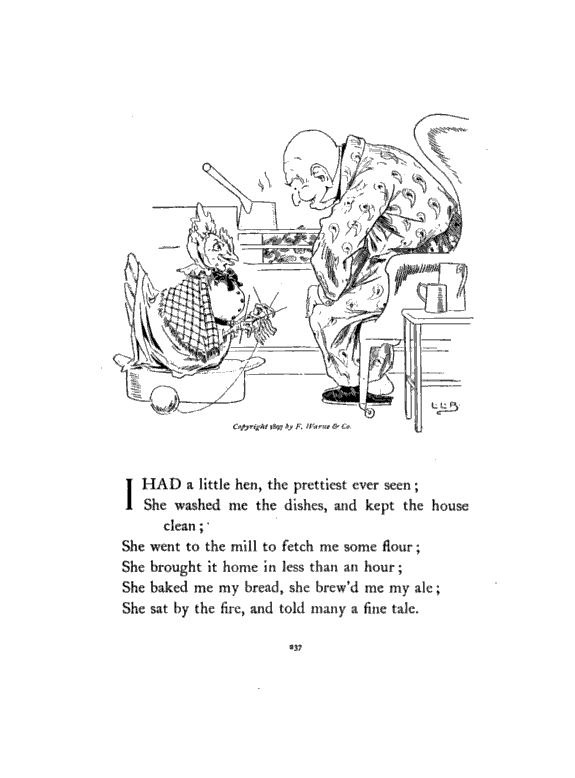 L.L.B.
Copyright 1897 by F. Warne & Co.
I HAD a little hen, the prettiest ever seen ;
She washed me the dishes, and kept the house
clean ;
She went to the mill to fetch me some flour ;
She brought it home in less than an hour ;
She baked me my bread, she brew'd me my ale ;
She sat by the fire, and told many a fine tale.
237